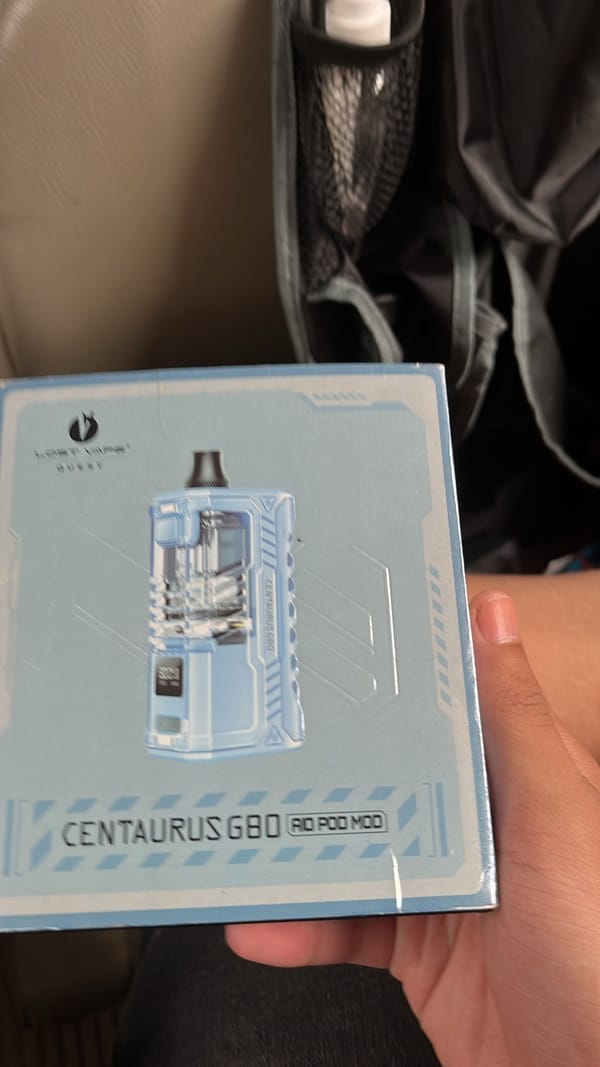 LOST VAPE
QUEST
CENTAURUS G80
CENTAURUS G80 AIO POD MOD